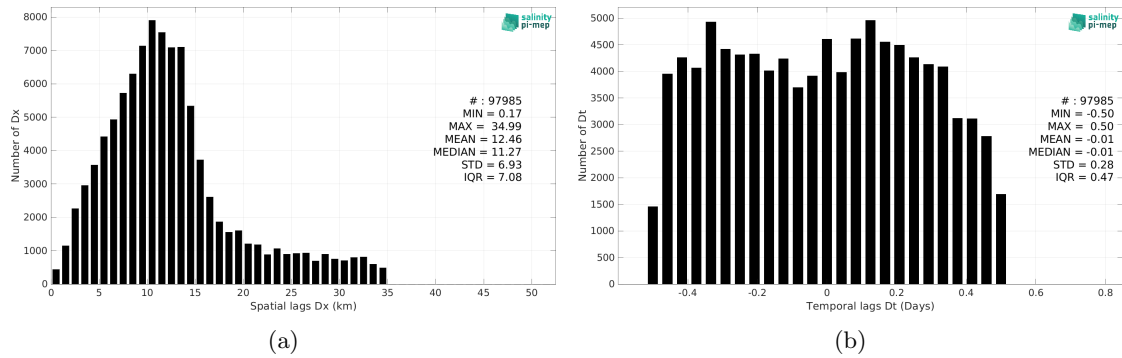 8000
7000
6000
5000
4000
3000
2000
1000
0
Number of Dx
0 5 10 15 20 25 30 35 40 45 50
Spatial lags Dx (km)
salinity
pi-mep
# : 97985
MIN = 0.17
MAX = 34.99
MEAN = 12.46
MEDIAN = 11.27
STD = 6.93
IQR = 7.08
(a)
5000
4500
4000
3500
3000
2500
2000
1500
1000
500
0
Number of Dt
-0.4 -0.2 0 0.2 0.4 0.6 0.8
Temporal lags Dt (Days)
salinity
pi-mep
# : 97985
MIN = -0.50
MAX = 0.50
MEAN = -0.01
MEDIAN = -0.01
STD = 0.28
IQR = 0.47
(b)